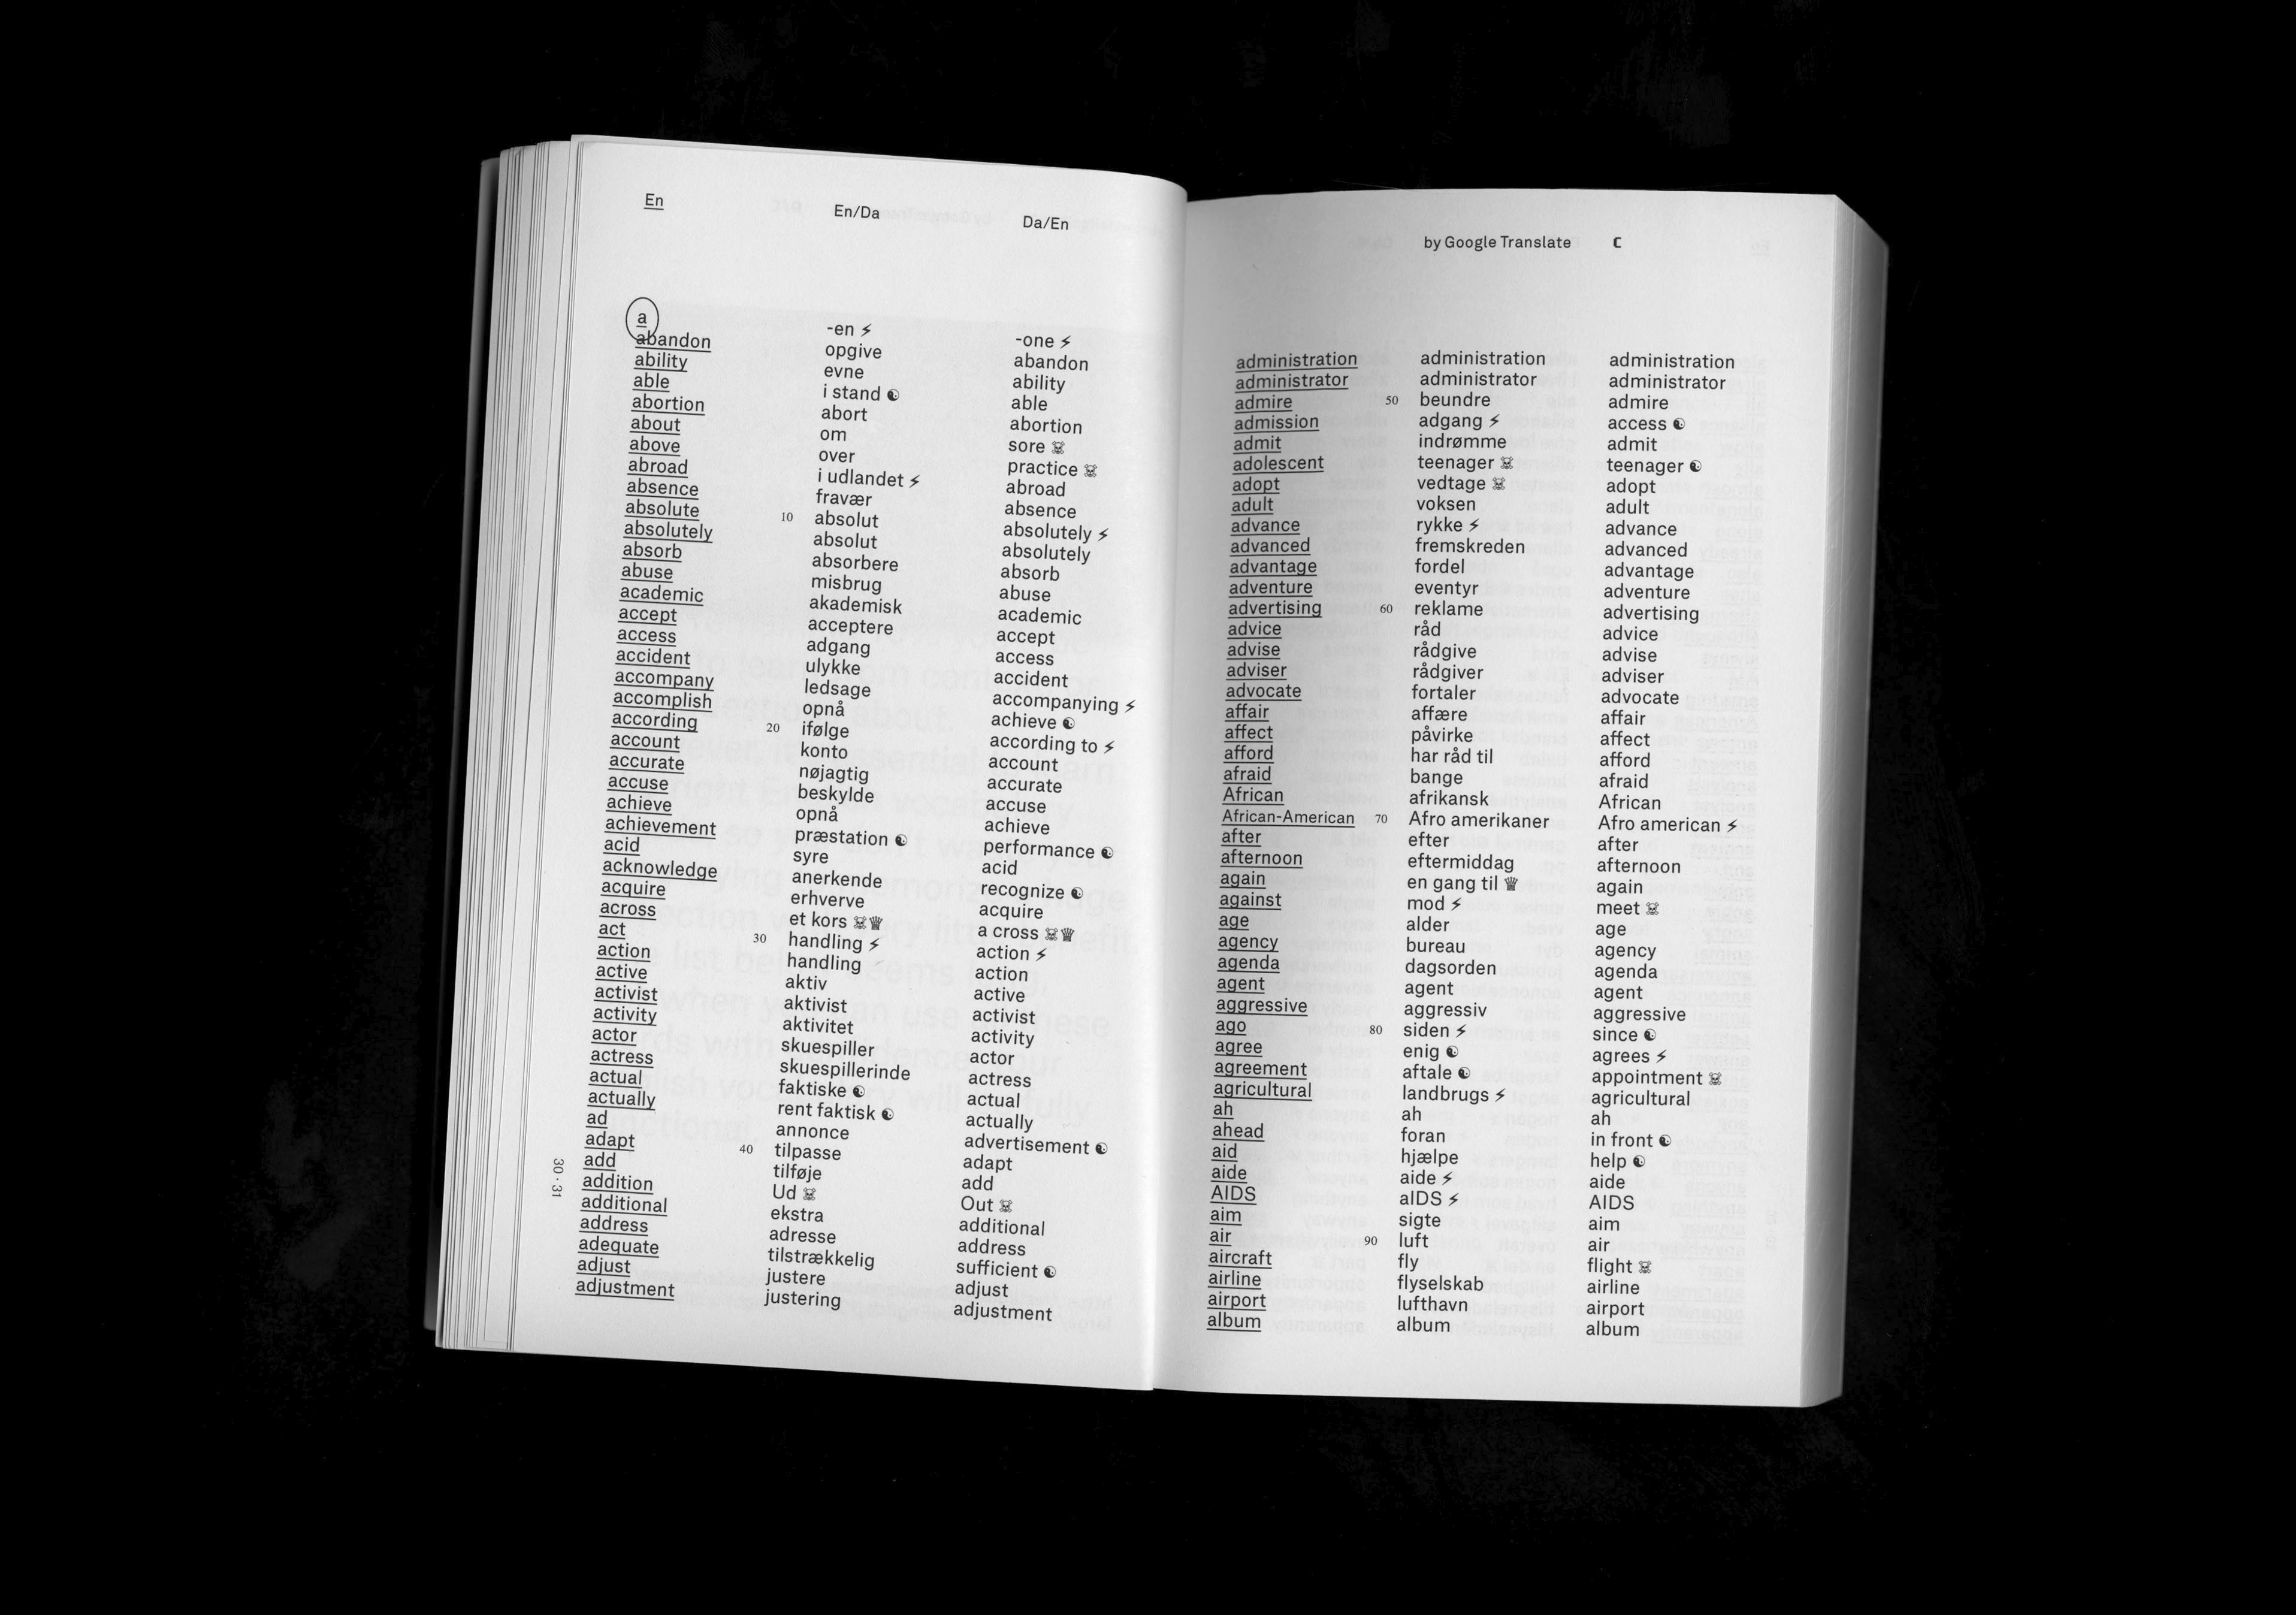 En En/Da Da/En
a -en ⚡ -one ⚡
abandon opgive abandon
ability evne ability
able i stand ☯ able
abortion abort abortion
about om sore ☠
above over practice ☠
abroad i udlandet ⚡ abroad
absence fravær absence
absolute 10 absolut absolutely ⚡
absolutely absolut absolutely
absorb absorbere absorb
abuse misbrug abuse
academic akademisk academic
accept acceptere accept
access adgang access
accident ulykke accident
accompany ledsage accompanying ⚡
accomplish opnå achieve ☯
according 20 ifølge according to ⚡
account konto account
accurate nøjagtig accurate
accuse beskylde accuse
achieve opnå achieve
achievement præstation ☯ performance ☯
acid syre acid
acknowledge anerkende recognize ☯
acquire erhverve acquire
across et kors ☠♛ a cross ☠♛
act 30 handling ⚡ action ⚡
action handling action
active aktiv active
activist aktivist activist
activity aktivitet activity
actor skuespiller actor
actress skuespillerinde actress
actual faktiske ☯ actual
actually rent faktisk ☯ actually
ad annonce advertisement ☯
adapt 40 tilpasse adapt
add tilføje add
addition Ud ☠ Out ☠
additional ekstra additional
address adresse address
adequate tilstrækkelig sufficient ☯
adjust justere adjust
adjustment justering adjustment
30·31
by Google Translate C
administration administration administration
administrator administrator administrator
admire 50 beundre admire
admission adgang ⚡ access ☯
admit indrømme admit
adolescent teenager ☠ teenager ☯
adopt vedtage ☠ adopt
adult voksen adult
advance rykke ⚡ advance
advanced fremskreden advanced
advantage fordel advantage
adventure eventyr adventure
advertising 60 reklame advertising
advice råd advice
advise rådgive advise
adviser rådgiver adviser
advocate fortaler advocate
affair affære affair
affect påvirke affect
afford har råd til afford
afraid bange afraid
African afrikansk African
African-American 70 Afro amerikaner Afro american ⚡
after efter after
afternoon eftermiddag afternoon
again en gang til ♛ again
against mod ⚡ meet ☠
age alder age
agency bureau agency
agenda dagsorden agenda
agent agent agent
aggressive aggressiv aggressive
ago 80 siden ⚡ since ☯
agree enig ☯ agrees ⚡
agreement aftale ☯ appointment ☠
agricultural landbrugs ⚡ agricultural
ah ah ah
ahead foran in front ☯
aid hjælpe help ☯
aide aide ⚡ aide
AIDS aIDS ⚡ AIDS
aim sigte aim
air 90 luft air
aircraft fly flight ☠
airline flyselskab airline
airport lufthavn airport
album album album